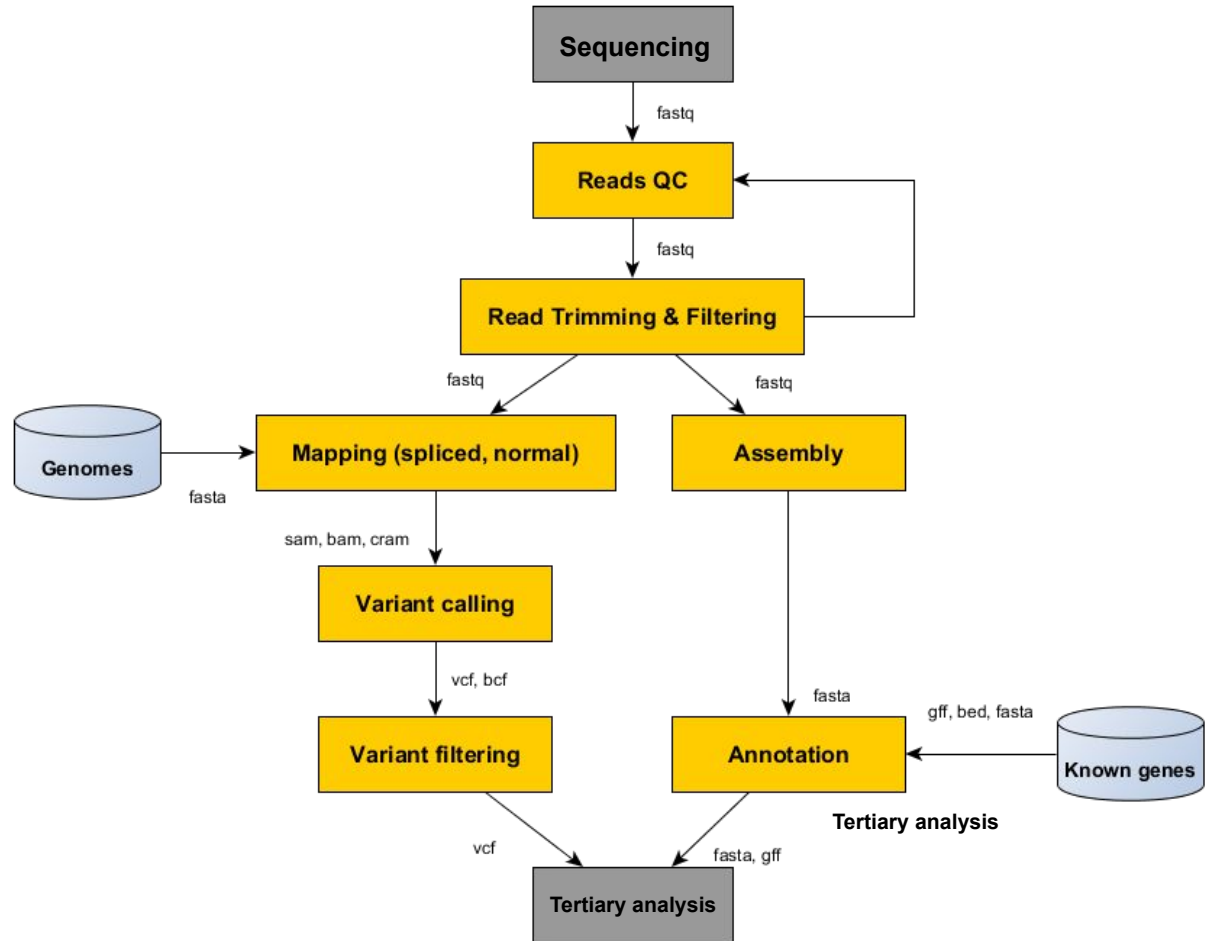 Sequencing
fastq
Reads QC
fastq
Read Trimming & Filtering
fastq
fastq
Genomes
fasta
Mapping (spliced, normal)
Assembly
sam, bam, cram
Variant calling
vcf, bcf
fasta
gff, bed, fasta
Variant filtering
Annotation
Known genes
Tertiary analysis
vcf
fasta, gff
Tertiary analysis